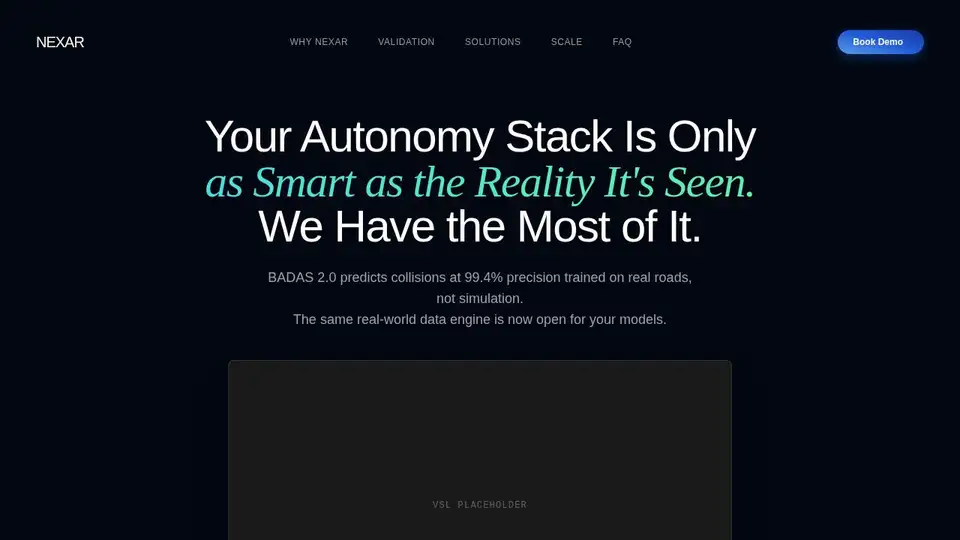 NEXAR
WHY NEXAR
VALIDATION
SOLUTIONS
SCALE
FAQ
Book Demo
Your Autonomy Stack Is Only
as Smart as the Reality It's Seen.
We Have the Most of It.
BADAS 2.0 predicts collisions at 99.4% precision trained on real roads,
not simulation.
The same real-world data engine is now open for your models.
VSL PLACEHOLDER